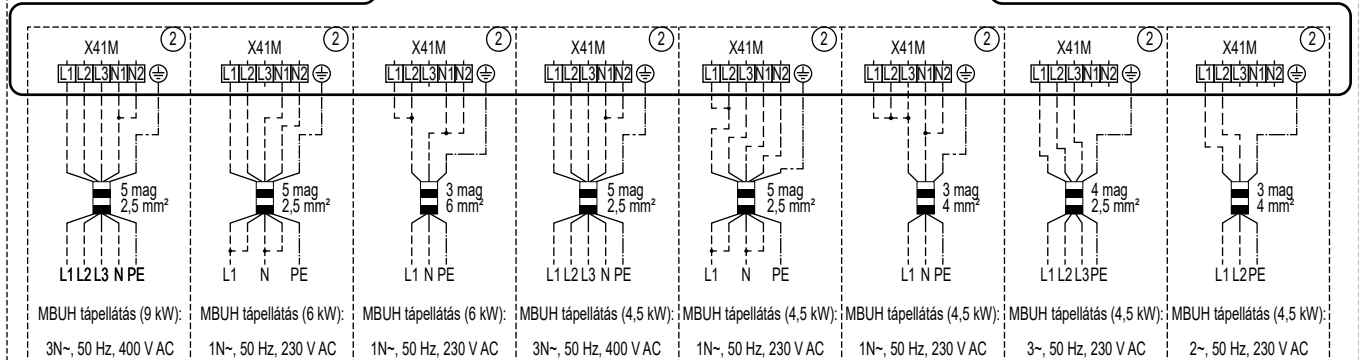 X41M 2 X41M 2 X41M 2 X41M 2 X41M 2 X41M 2 X41M 2 X41M 2
L1 L2 L3 N1 N2 L1 L2 L3 N1 N2 L1 L2 L3 N1 N2 L1 L2 L3 N1 N2 L1 L2 L3 N1 N2 L1 L2 L3 N1 N2 L1 L2 L3 N1 N2 L1 L2 L3 N1 N2
5 mag 5 mag 3 mag 5 mag 5 mag 3 mag 4 mag 3 mag
2,5 mm² 2,5 mm² 6 mm² 2,5 mm² 2,5 mm² 4 mm² 2,5 mm² 4 mm²
L1 L2 L3 N PE L1 N PE L1 N PE L1 L2 L3 N PE L1 N PE L1 N PE L1 L2 L3 PE L1 L2 PE
MBUH tápellátás (9 kW): MBUH tápellátás (6 kW): MBUH tápellátás (6 kW): MBUH tápellátás (4,5 kW): MBUH tápellátás (4,5 kW): MBUH tápellátás (4,5 kW): MBUH tápellátás (4,5 kW): MBUH tápellátás (4,5 kW):
3N~, 50 Hz, 400 V AC 1N~, 50 Hz, 230 V AC 1N~, 50 Hz, 230 V AC 3N~, 50 Hz, 400 V AC 1N~, 50 Hz, 230 V AC 1N~, 50 Hz, 230 V AC 3~, 50 Hz, 230 V AC 2~, 50 Hz, 230 V AC